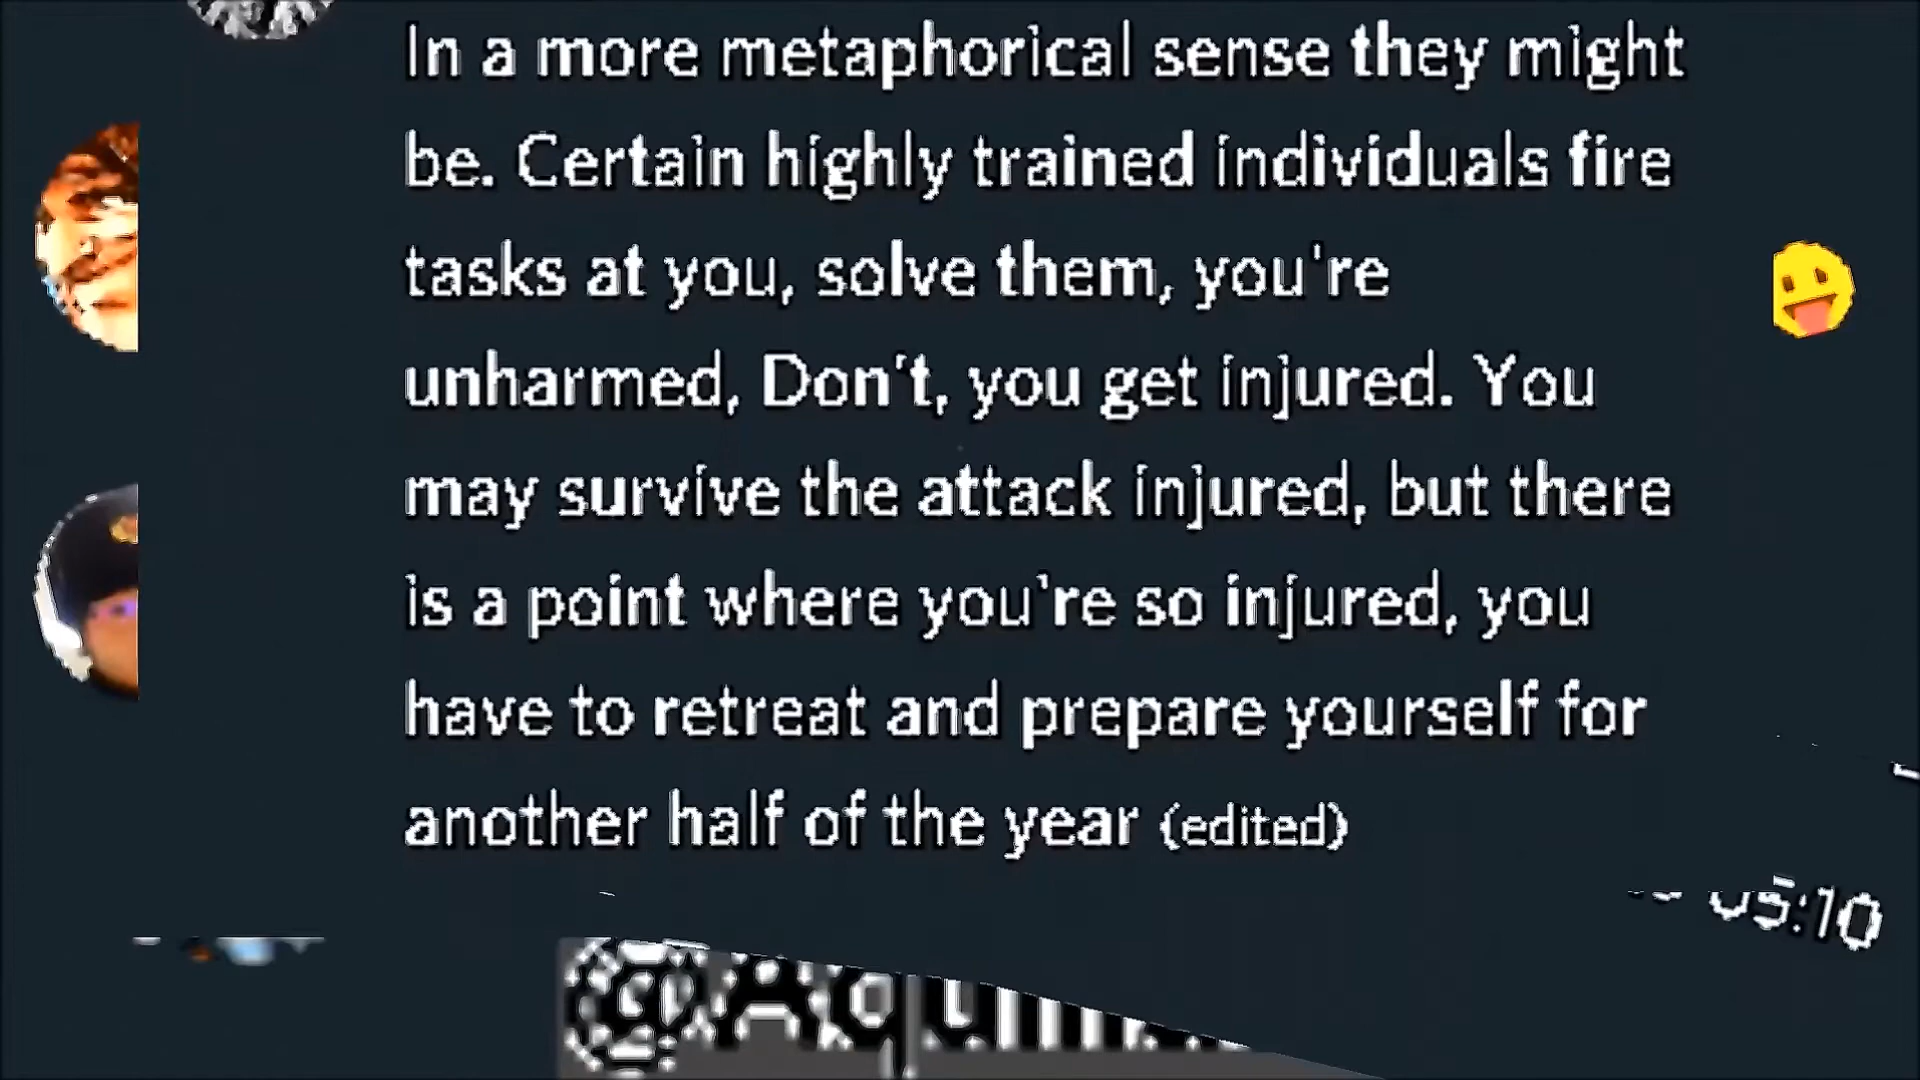 In a more metaphorical sense they might
be. Certain highly trained individuals fire
tasks at you, solve them, you're
unharmed, Don't, you get injured. You
may survive the attack injured, but there
is a point where you're so injured, you
have to retreat and prepare yourself for
another half of the year (edited)
05:10